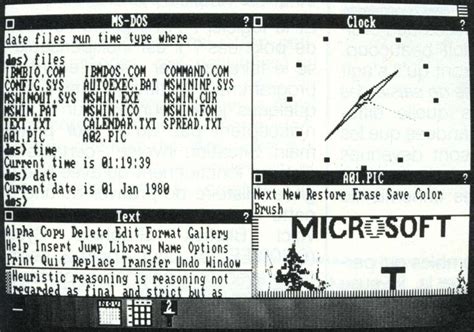 MS-DOS
date files run time type where
dos) files
IBMBIO.COM IBMDOS.COM COMMAND.COM
CONFIG.SYS AUTOEXEC.BAT MSWININP.SYS
MSWINOUT.SYS MSWIN.EXE MSWIN.CUR
MSWIN.PAT MSWIN.ICO MSWIN.FON
TEXT.TXT CALENDAR.TXT SPREAD.TXT
A01.PIC A02.PIC
dos) time
Current time is 01:19:39
dos) date
Current date is 01 Jan 1980
Text
Alpha Copy Delete Edit Format Gallery
Help Insert Jump Library Name Options
Print Quit Replace Transfer Undo Window
Heuristic reasoning is reasoning not
regarded as final and strict but as
Clock
A01.PIC
Next New Restore Erase Save Color
Brush
MICROSOFT
T